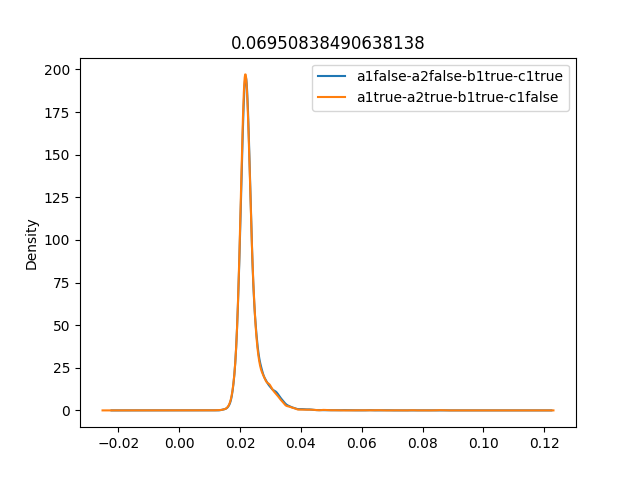 0.06950838490638138
a1false-a2false-b1true-c1true
a1true-a2true-b1true-c1false
200
175
150
125
100
75
50
25
0
Density
−0.02 0.00 0.02 0.04 0.06 0.08 0.10 0.12